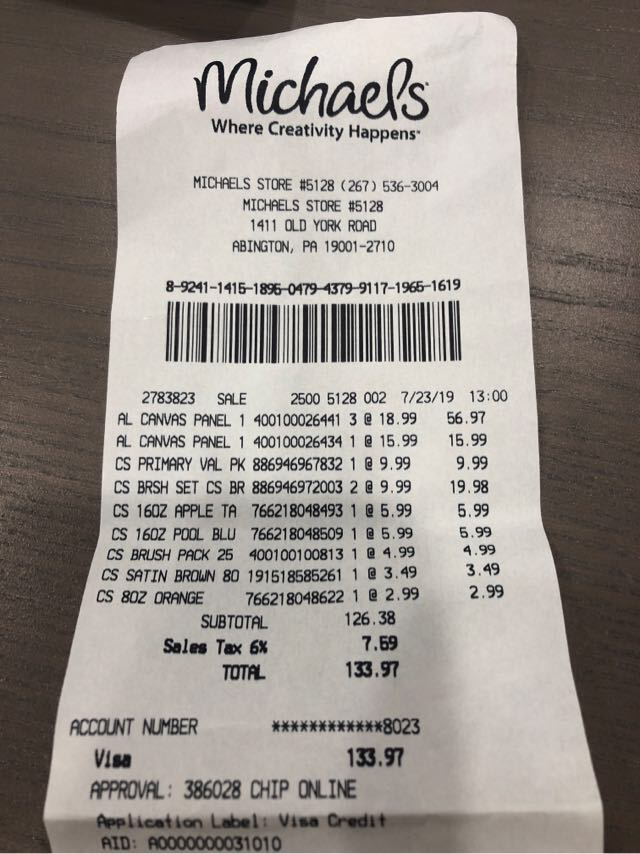 Michaels
Where Creativity Happens™
MICHAELS STORE #5128 (267) 536-3004
MICHAELS STORE #5128
1411 OLD YORK ROAD
ABINGTON, PA 19001-2710
8-9241-1415-1895-0479-4379-9117-1965-1619
2783823 SALE 2500 5128 002 7/23/19 13:00
AL CANVAS PANEL 1 400100026441 3 @ 18.99 56.97
AL CANVAS PANEL 1 400100026434 1 @ 15.99 15.99
CS PRIMARY VAL PK 886946967832 1 @ 9.99 9.99
CS BRSH SET CS BR 886946972003 2 @ 9.99 19.98
CS 16OZ APPLE TA 766218048493 1 @ 5.99 5.99
CS 16OZ POOL BLU 766218048509 1 @ 5.99 5.99
CS BRUSH PACK 25 400100100813 1 @ 4.99 4.99
CS SATIN BROWN 8O 191518585261 1 @ 3.49 3.49
CS 8OZ ORANGE 766218048622 1 @ 2.99 2.99
SUBTOTAL 126.38
Sales Tax 6% 7.59
TOTAL 133.97
ACCOUNT NUMBER ************8023
Visa 133.97
APPROVAL: 386028 CHIP ONLINE
Application Label: Visa Credit
AID: A0000000031010